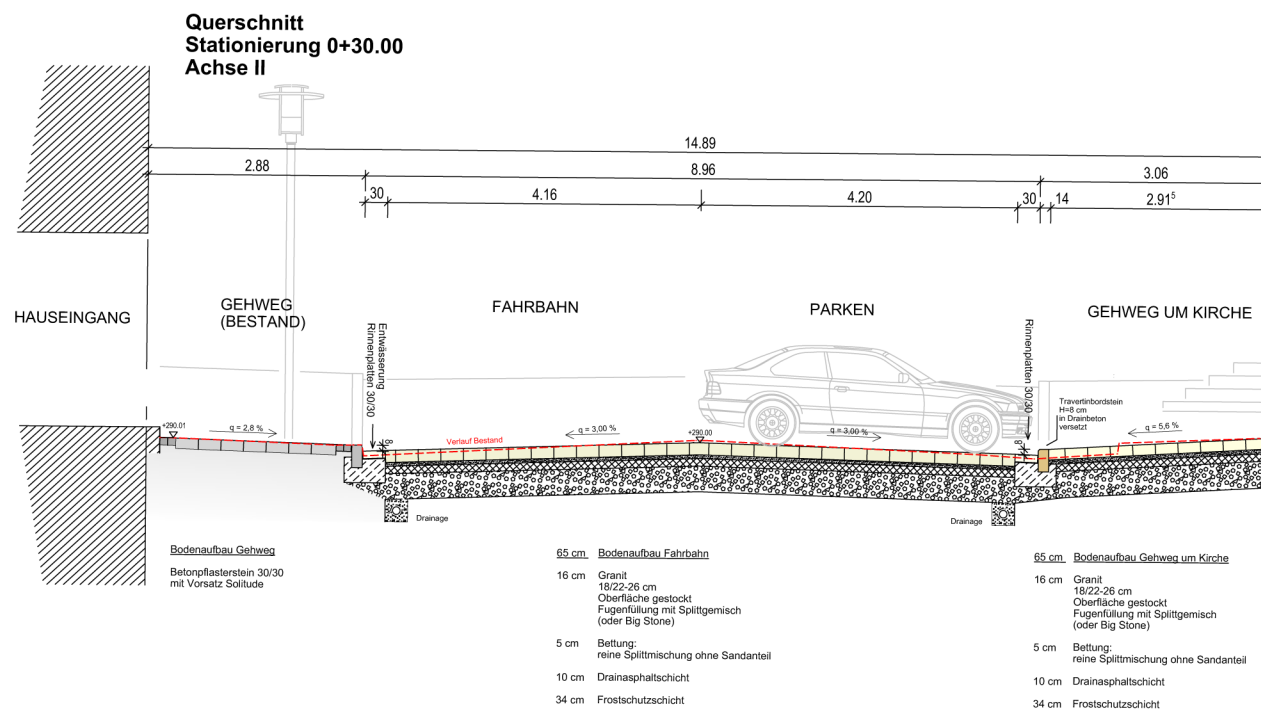 Querschnitt
Stationierung 0+30.00
Achse II
14.89
2.88
8.96
3.06
30
4.16
4.20
30
14
2.91⁵
HAUSEINGANG
GEHWEG
(BESTAND)
FAHRBAHN
PARKEN
GEHWEG UM KIRCHE
Entwässerung
Rinnenplatten 30/30
Rinnenplatten 30/30
Travertinbordstein
H=8 cm
in Drainbeton
versetzt
+290.01
q = 2,8 %
8
Verlauf Bestand
q = 3,00 %
+290.00
q = 3,00 %
8
q = 5,6 %
Drainage
Drainage
Bodenaufbau Gehweg
Betonpflasterstein 30/30
mit Vorsatz Solitude
65 cm Bodenaufbau Fahrbahn
16 cm Granit
18/22-26 cm
Oberfläche gestockt
Fugenfüllung mit Splittgemisch
(oder Big Stone)
5 cm Bettung:
reine Splittmischung ohne Sandanteil
10 cm Drainasphaltschicht
34 cm Frostschutzschicht
65 cm Bodenaufbau Gehweg um Kirche
16 cm Granit
18/22-26 cm
Oberfläche gestockt
Fugenfüllung mit Splittgemisch
(oder Big Stone)
5 cm Bettung:
reine Splittmischung ohne Sandanteil
10 cm Drainasphaltschicht
34 cm Frostschutzschicht